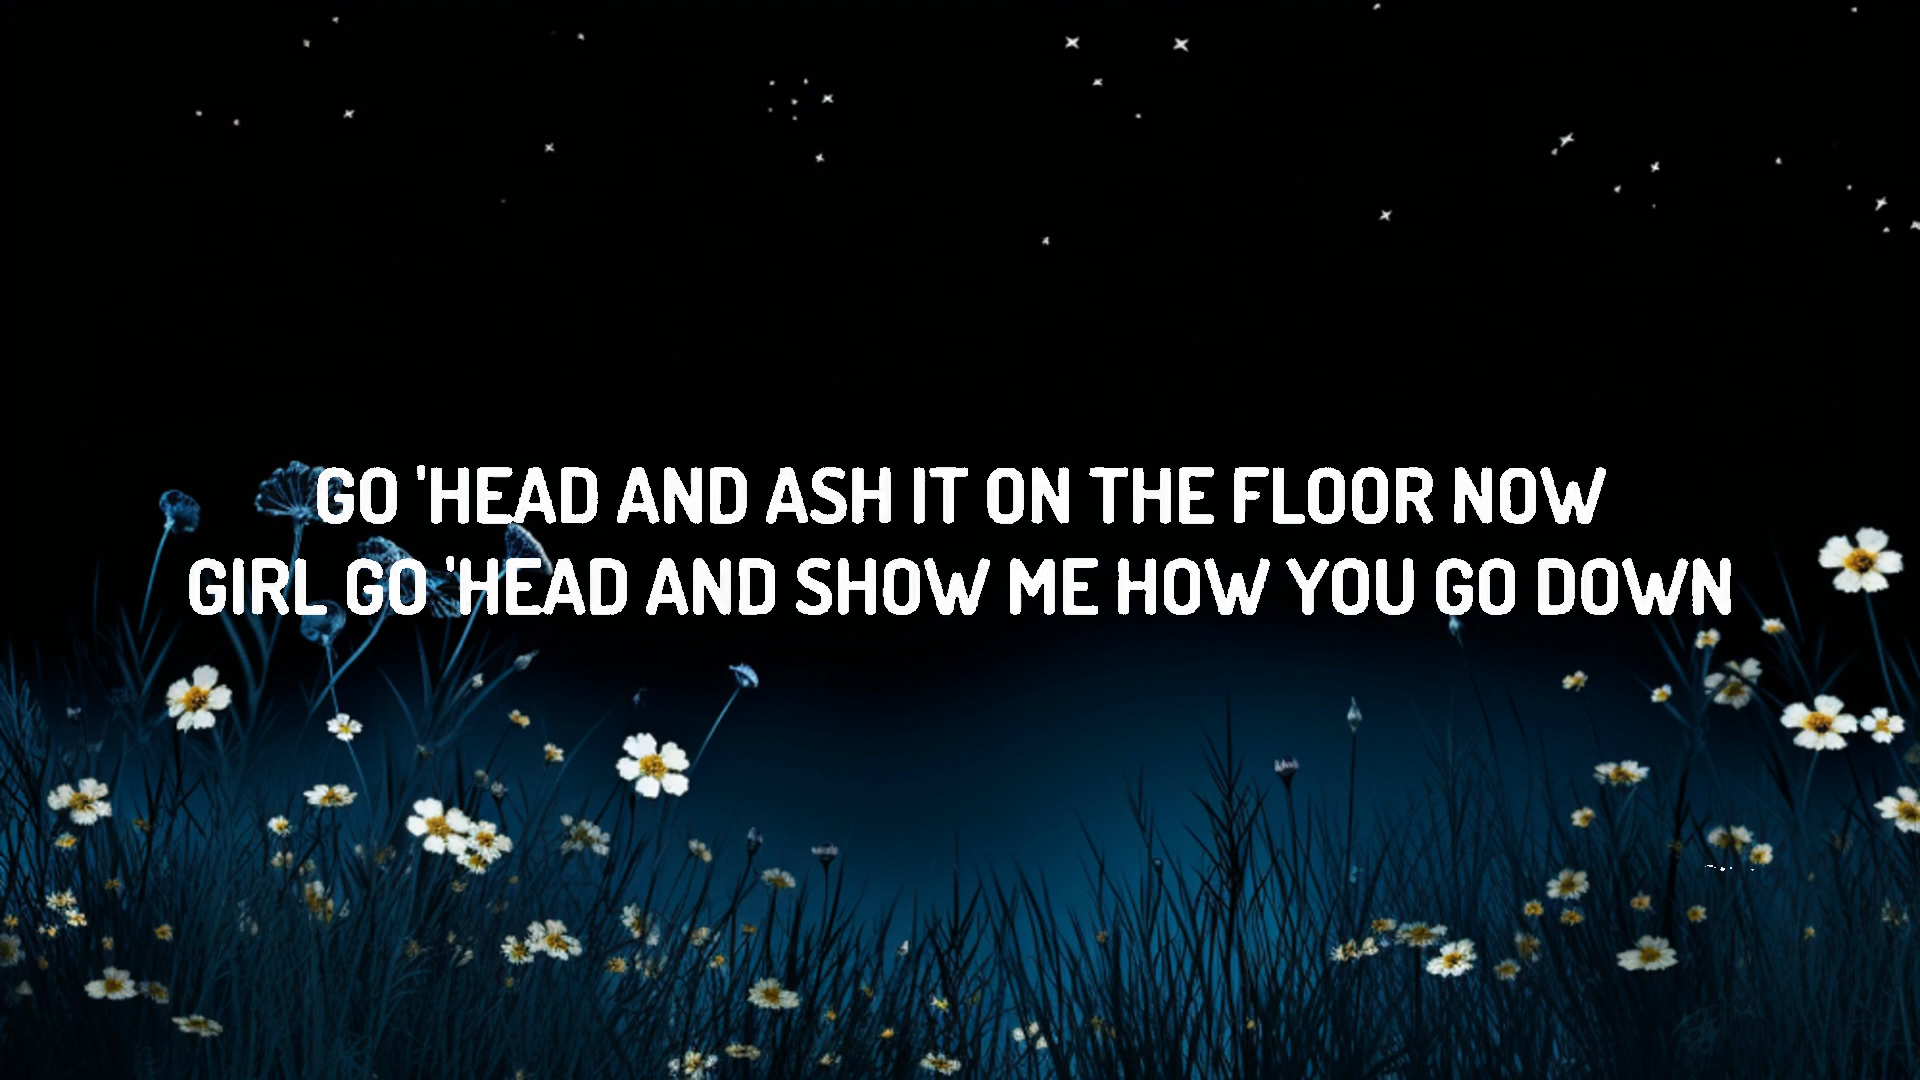 GO 'HEAD AND ASH IT ON THE FLOOR NOW
GIRL GO 'HEAD AND SHOW ME HOW YOU GO DOWN